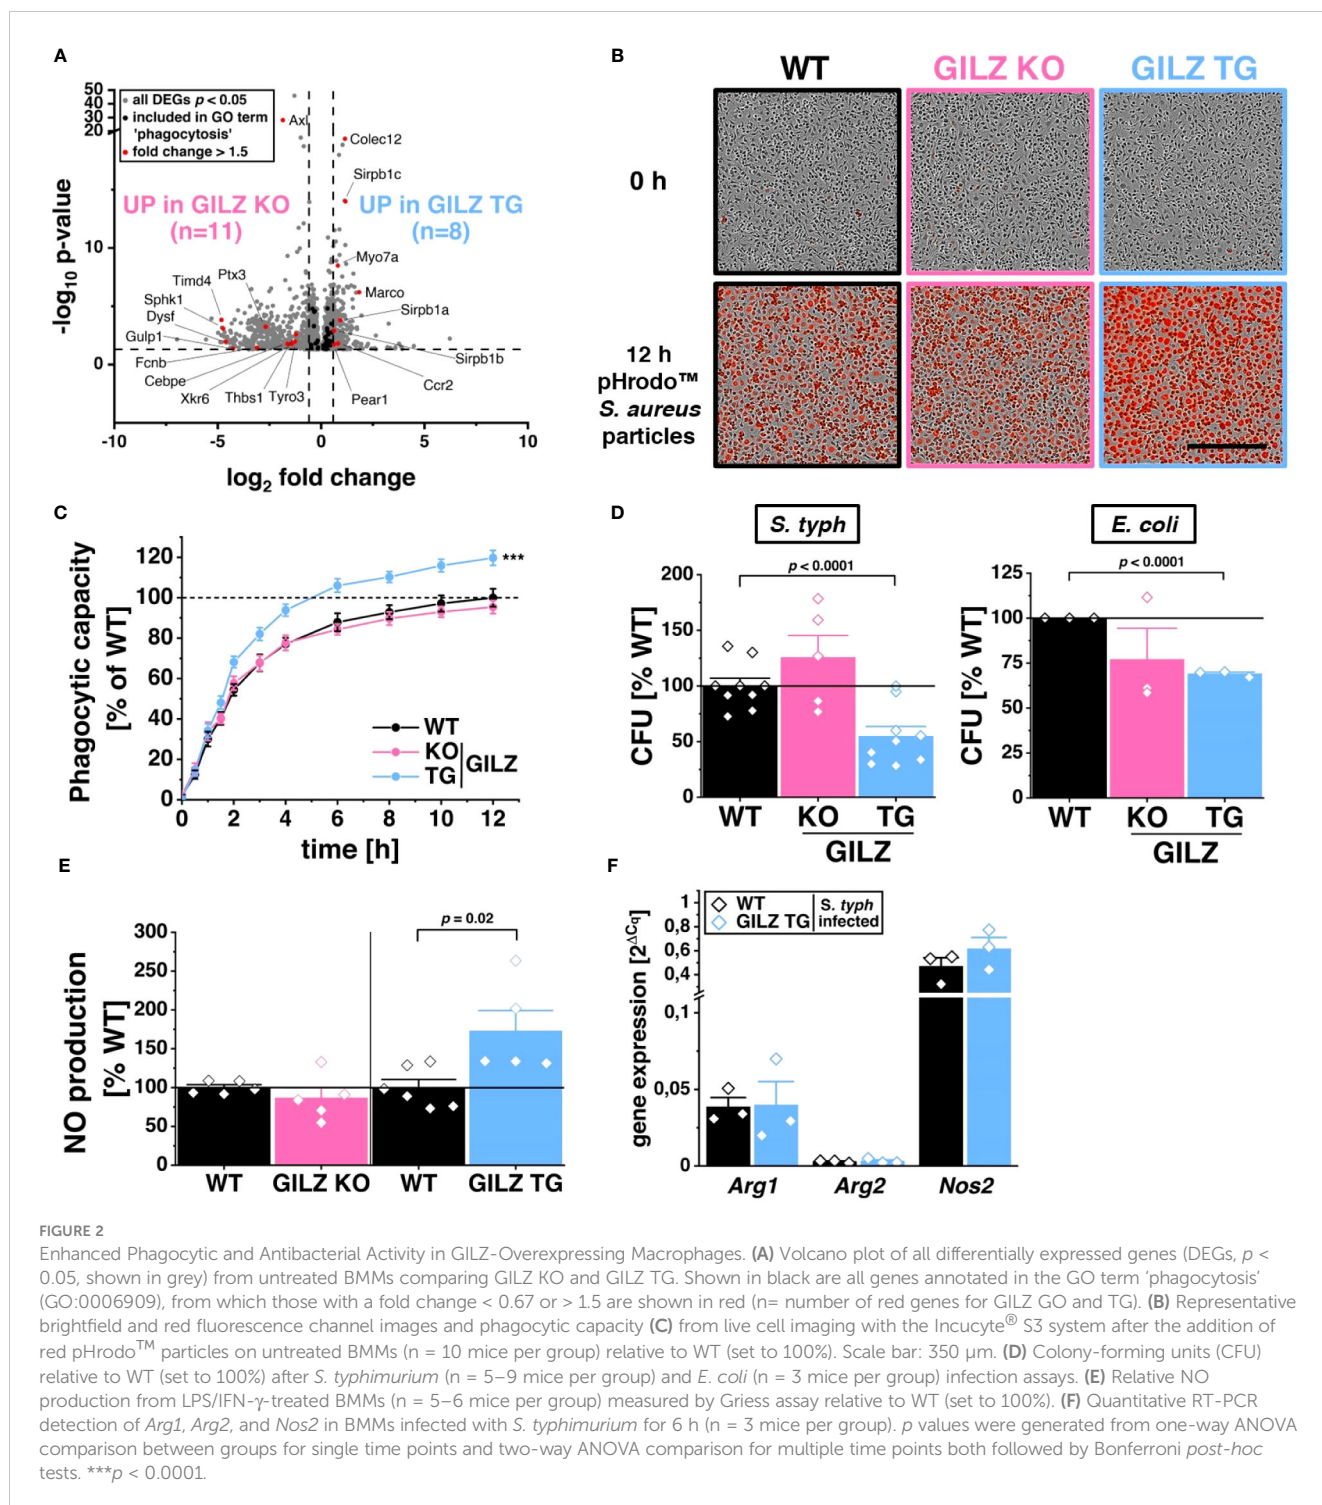 A
50
40
30
20
10
0
-log10 p-value
all DEGs p < 0.05
included in GO term
'phagocytosis'
fold change > 1.5
Axl
Colec12
Sirpb1c
UP in GILZ KO
(n=11)
UP in GILZ TG
(n=8)
Myo7a
Timd4
Ptx3
Marco
Sphk1
Sirpb1a
Dysf
Gulp1
Fcnb
Sirpb1b
Cebpe
Ccr2
Xkr6
Thbs1
Tyro3
Pear1
-10
-5
0
5
10
log2 fold change
B
WT
GILZ KO
GILZ TG
0 h
12 h
pHrodo™
S. aureus
particles
C
Phagocytic capacity
[% of WT]
120
100
80
60
40
20
0
***
WT
KO
TG
GILZ
0
2
4
6
8
10
12
time [h]
D
S. typh
p < 0.0001
CFU [% WT]
200
150
100
50
0
WT
KO
TG
GILZ
E. coli
p < 0.0001
CFU [% WT]
125
100
75
50
25
0
WT
KO
TG
GILZ
E
NO production
[% WT]
300
250
200
150
100
50
0
p = 0.02
WT
GILZ KO
WT
GILZ TG
F
gene expression [2ΔCq]
1
0,8
0,6
0,4
0,1
0,05
0
WT
GILZ TG
S. typh
infected
Arg1
Arg2
Nos2
FIGURE 2
Enhanced Phagocytic and Antibacterial Activity in GILZ-Overexpressing Macrophages. (A) Volcano plot of all differentially expressed genes (DEGs, p <
0.05, shown in grey) from untreated BMMs comparing GILZ KO and GILZ TG. Shown in black are all genes annotated in the GO term ‘phagocytosis’
(GO:0006909), from which those with a fold change < 0.67 or > 1.5 are shown in red (n= number of red genes for GILZ GO and TG). (B) Representative
brightfield and red fluorescence channel images and phagocytic capacity (C) from live cell imaging with the Incucyte® S3 system after the addition of
red pHrodo™ particles on untreated BMMs (n = 10 mice per group) relative to WT (set to 100%). Scale bar: 350 µm. (D) Colony-forming units (CFU)
relative to WT (set to 100%) after S. typhimurium (n = 5–9 mice per group) and E. coli (n = 3 mice per group) infection assays. (E) Relative NO
production from LPS/IFN-γ-treated BMMs (n = 5–6 mice per group) measured by Griess assay relative to WT (set to 100%). (F) Quantitative RT-PCR
detection of Arg1, Arg2, and Nos2 in BMMs infected with S. typhimurium for 6 h (n = 3 mice per group). p values were generated from one-way ANOVA
comparison between groups for single time points and two-way ANOVA comparison for multiple time points both followed by Bonferroni post-hoc
tests. ***p < 0.0001.